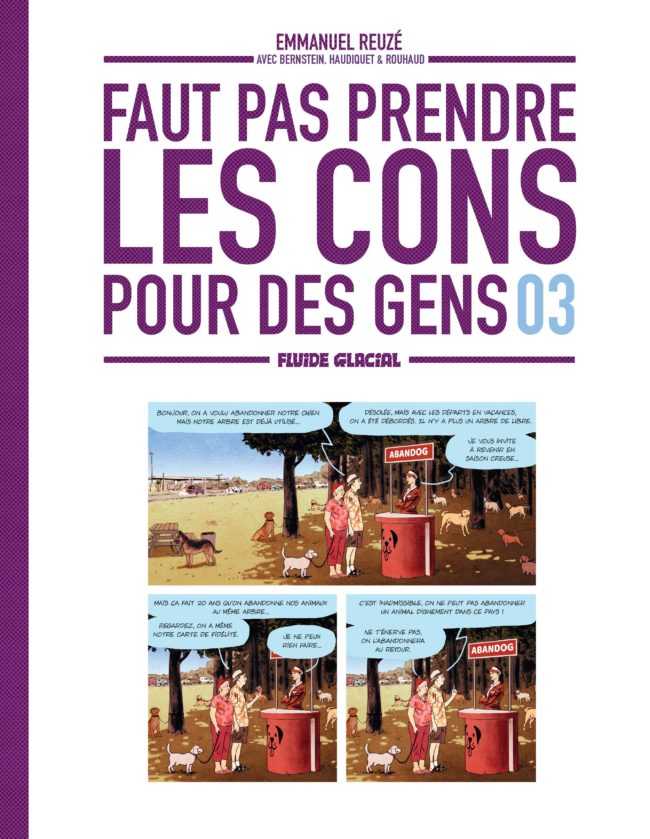 EMMANUEL REUZÉ
AVEC BERNSTEIN, HAUDIQUET & ROUHAUD
FAUT PAS PRENDRE
LES CONS
POUR DES GENS 03
FLUIDE GLACIAL
BONJOUR, ON A VOULU ABANDONNER NOTRE CHIEN
MAIS NOTRE ARBRE EST DÉJÀ UTILISÉ...
DÉSOLÉE, MAIS AVEC LES DÉPARTS EN VACANCES,
ON A ÉTÉ DÉBORDÉS. IL N'Y A PLUS UN ARBRE DE LIBRE.
JE VOUS INVITE
À REVENIR EN
SAISON CREUSE...
ABANDOG
MAIS ÇA FAIT 20 ANS QU'ON ABANDONNE NOS ANIMAUX
AU MÊME ARBRE...
REGARDEZ, ON A MÊME
NOTRE CARTE DE FIDÉLITÉ.
JE NE PEUX
RIEN FAIRE...
C'EST INADMISSIBLE, ON NE PEUT PAS ABANDONNER
UN ANIMAL DIGNEMENT DANS CE PAYS !
NE T'ÉNERVE PAS,
ON L'ABANDONNERA
AU RETOUR.
ABANDOG